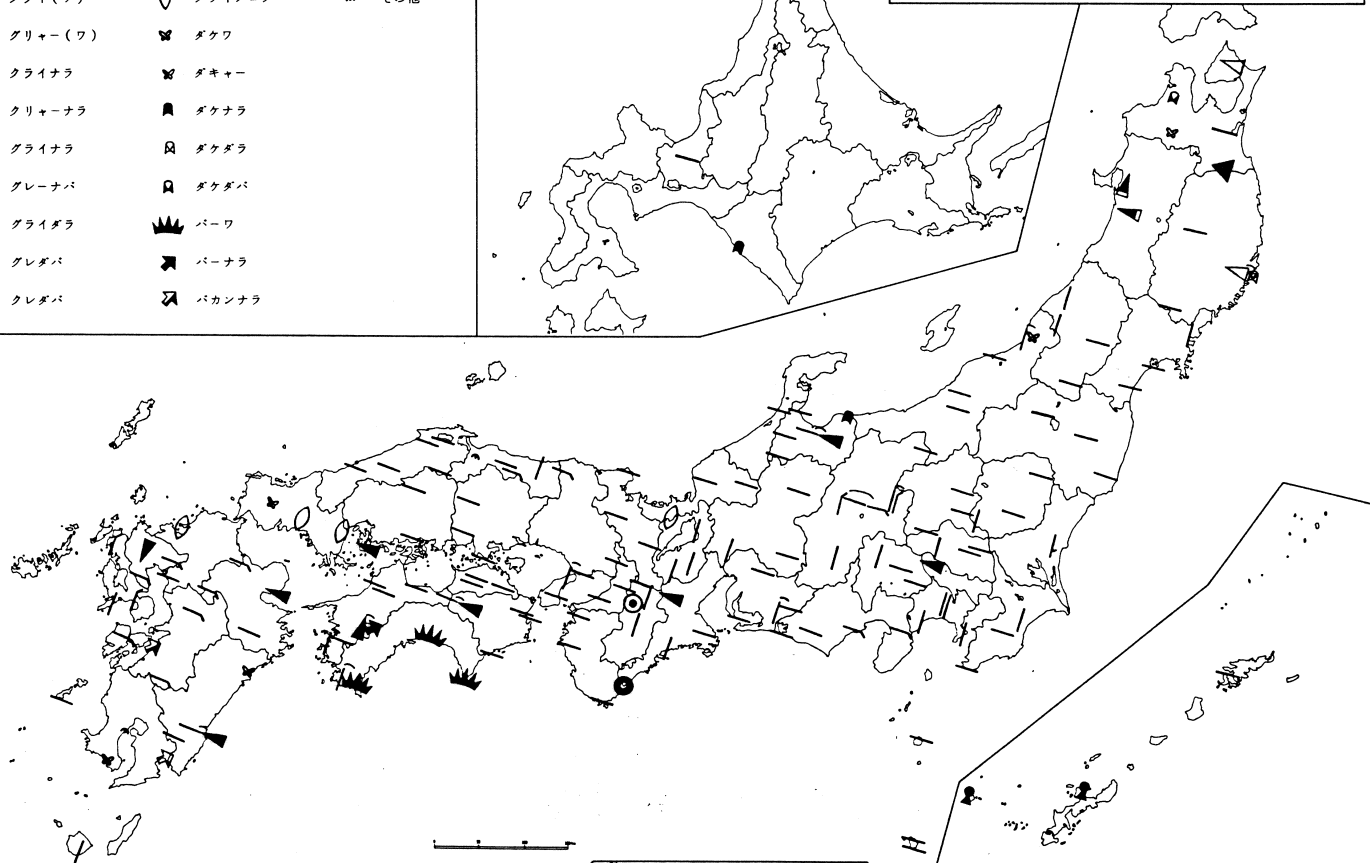 グリャー(ワ)
ダケワ
クライナラ
ダキャー
クリャーナラ
ダケナラ
グライナラ
ダケダラ
グレーナバ
ダケダバ
グライダラ
バーワ
グレダバ
バーナラ
クレダバ
バカンナラ